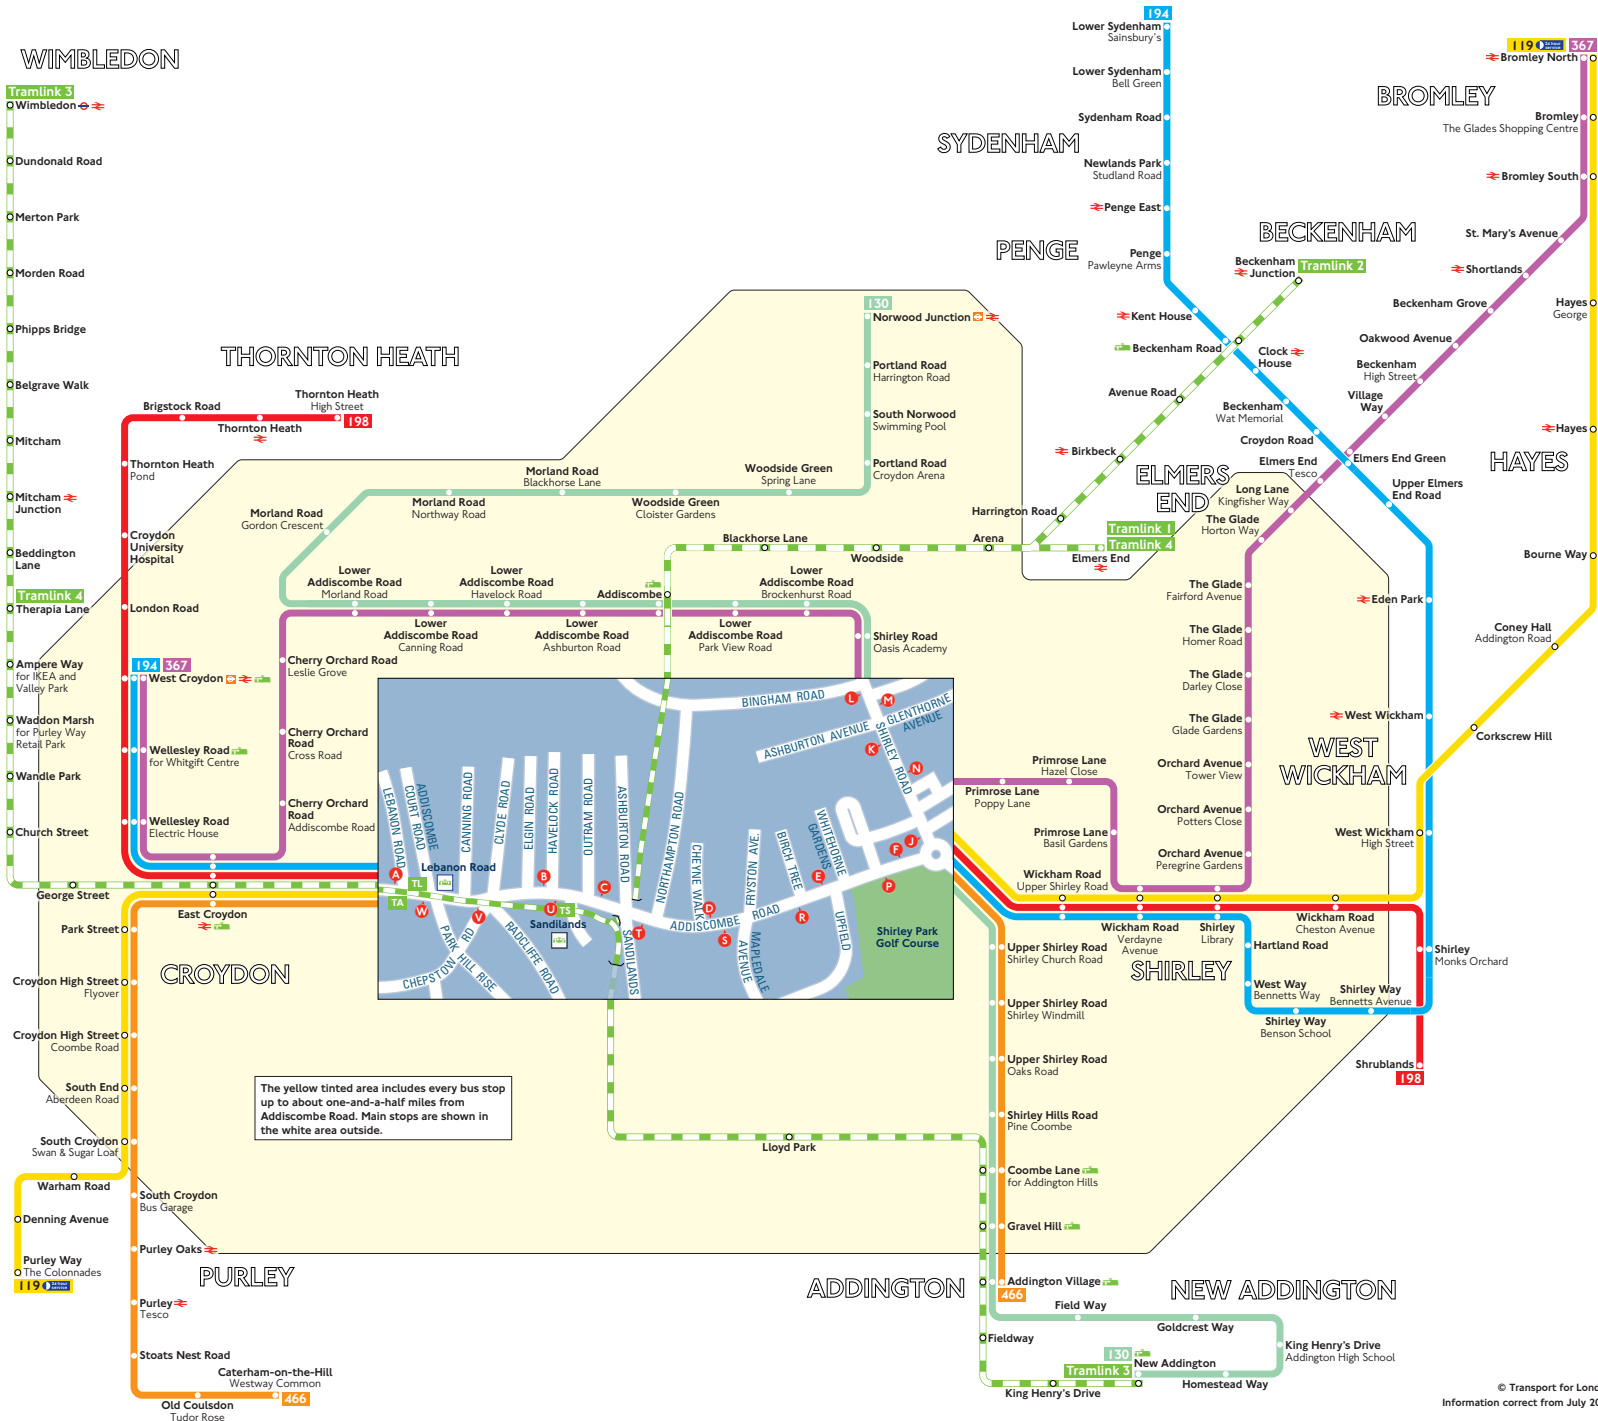 WIMBLEDON
Tramlink 3
Wimbledon
Dundonald Road
Merton Park
Morden Road
Phipps Bridge
Belgrave Walk
Mitcham
Mitcham
Junction
Beddington
Lane
Tramlink 4
Therapia Lane
Ampere Way
for IKEA and
Valley Park
Waddon Marsh
for Purley Way
Retail Park
Wandle Park
Church Street
George Street
THORNTON HEATH
Thornton Heath
High Street
198
Brigstock Road
Thornton Heath
Thornton Heath
Pond
Croydon
University
Hospital
London Road
194
367
West Croydon
Wellesley Road
for Whitgift Centre
Wellesley Road
Electric House
East Croydon
Park Street
CROYDON
Croydon High Street
Flyover
Croydon High Street
Coombe Road
South End
Aberdeen Road
South Croydon
Swan & Sugar Loaf
Warham Road
Denning Avenue
Purley Way
The Colonnades
119
24 hour
service
South Croydon
Bus Garage
Purley Oaks
PURLEY
Purley
Tesco
Stoats Nest Road
Caterham-on-the-Hill
Westway Common
466
Old Coulsdon
Tudor Rose
The yellow tinted area includes every bus stop
up to about one-and-a-half miles from
Addiscombe Road. Main stops are shown in
the white area outside.
130
Norwood Junction
Portland Road
Harrington Road
South Norwood
Swimming Pool
Portland Road
Croydon Arena
Woodside Green
Spring Lane
Woodside Green
Cloister Gardens
Morland Road
Blackhorse Lane
Morland Road
Northway Road
Morland Road
Gordon Crescent
Lower
Addiscombe Road
Morland Road
Lower
Addiscombe Road
Havelock Road
Addiscombe
Lower
Addiscombe Road
Brockenhurst Road
Lower
Addiscombe Road
Canning Road
Lower
Addiscombe Road
Ashburton Road
Lower
Addiscombe Road
Park View Road
Shirley Road
Oasis Academy
Cherry Orchard Road
Leslie Grove
Cherry Orchard
Road
Cross Road
Cherry Orchard
Road
Addiscombe Road
Blackhorse Lane
Woodside
Arena
Tramlink 1
Tramlink 4
Elmers End
Harrington Road
Birkbeck
Avenue Road
Beckenham Road
Beckenham
Junction
Tramlink 2
BECKENHAM
194
Lower Sydenham
Sainsbury's
Lower Sydenham
Bell Green
Sydenham Road
SYDENHAM
Newlands Park
Studland Road
Penge East
PENGE
Penge
Pawleyne Arms
Kent House
Clock
House
Beckenham
Wat Memorial
Croydon Road
Elmers End Green
Upper Elmers
End Road
ELMERS
END
Eden Park
West Wickham
WEST
WICKHAM
West Wickham
High Street
Shirley
Monks Orchard
119
24 hour
service
367
Bromley North
BROMLEY
Bromley
The Glades Shopping Centre
Bromley South
St. Mary's Avenue
Shortlands
Beckenham Grove
Oakwood Avenue
Beckenham
High Street
Village
Way
Elmers End
Tesco
Long Lane
Kingfisher Way
The Glade
Horton Way
The Glade
Fairford Avenue
The Glade
Homer Road
The Glade
Darley Close
The Glade
Glade Gardens
Orchard Avenue
Tower View
Orchard Avenue
Potters Close
Orchard Avenue
Peregrine Gardens
Hayes
George
Hayes
HAYES
Bourne Way
Coney Hall
Addington Road
Corkscrew Hill
Primrose Lane
Hazel Close
Primrose Lane
Poppy Lane
Primrose Lane
Basil Gardens
Wickham Road
Upper Shirley Road
Wickham Road
Verdayne
Avenue
Shirley
Library
Wickham Road
Cheston Avenue
SHIRLEY
Hartland Road
West Way
Bennetts Way
Shirley Way
Bennetts Avenue
Shirley Way
Benson School
Shrublands
198
Upper Shirley Road
Shirley Church Road
Upper Shirley Road
Shirley Windmill
Upper Shirley Road
Oaks Road
Shirley Hills Road
Pine Coombe
Lloyd Park
Coombe Lane
for Addington Hills
Gravel Hill
Addington Village
466
ADDINGTON
NEW ADDINGTON
Field Way
Goldcrest Way
King Henry's Drive
Addington High School
Homestead Way
130
New Addington
Tramlink 3
Fieldway
King Henry's Drive
BINGHAM ROAD
L
M
GLENTHORNE
AVENUE
ASHBURTON AVENUE
K
SHIRLEY ROAD
N
LEBANON ROAD
ADDISCOMBE
COURT ROAD
CANNING ROAD
CLYDE ROAD
ELGIN ROAD
HAVELOCK ROAD
OUTRAM ROAD
ASHBURTON ROAD
NORTHAMPTON ROAD
CHEYNE WALK
FRYSTON AVE.
BIRCH TREE
WHITEHORNE
GARDENS
Lebanon Road
A
TL
TA
W
V
B
U
TS
C
Sandilands
T
D
S
R
E
F
J
P
ADDISCOMBE ROAD
PARK HILL RISE
CHEPSTOW RD
RADCLIFFE ROAD
SANDILANDS
MAPLEDALE
AVENUE
UPFIELD
Shirley Park
Golf Course
© Transport for Lond
Information correct from July 20